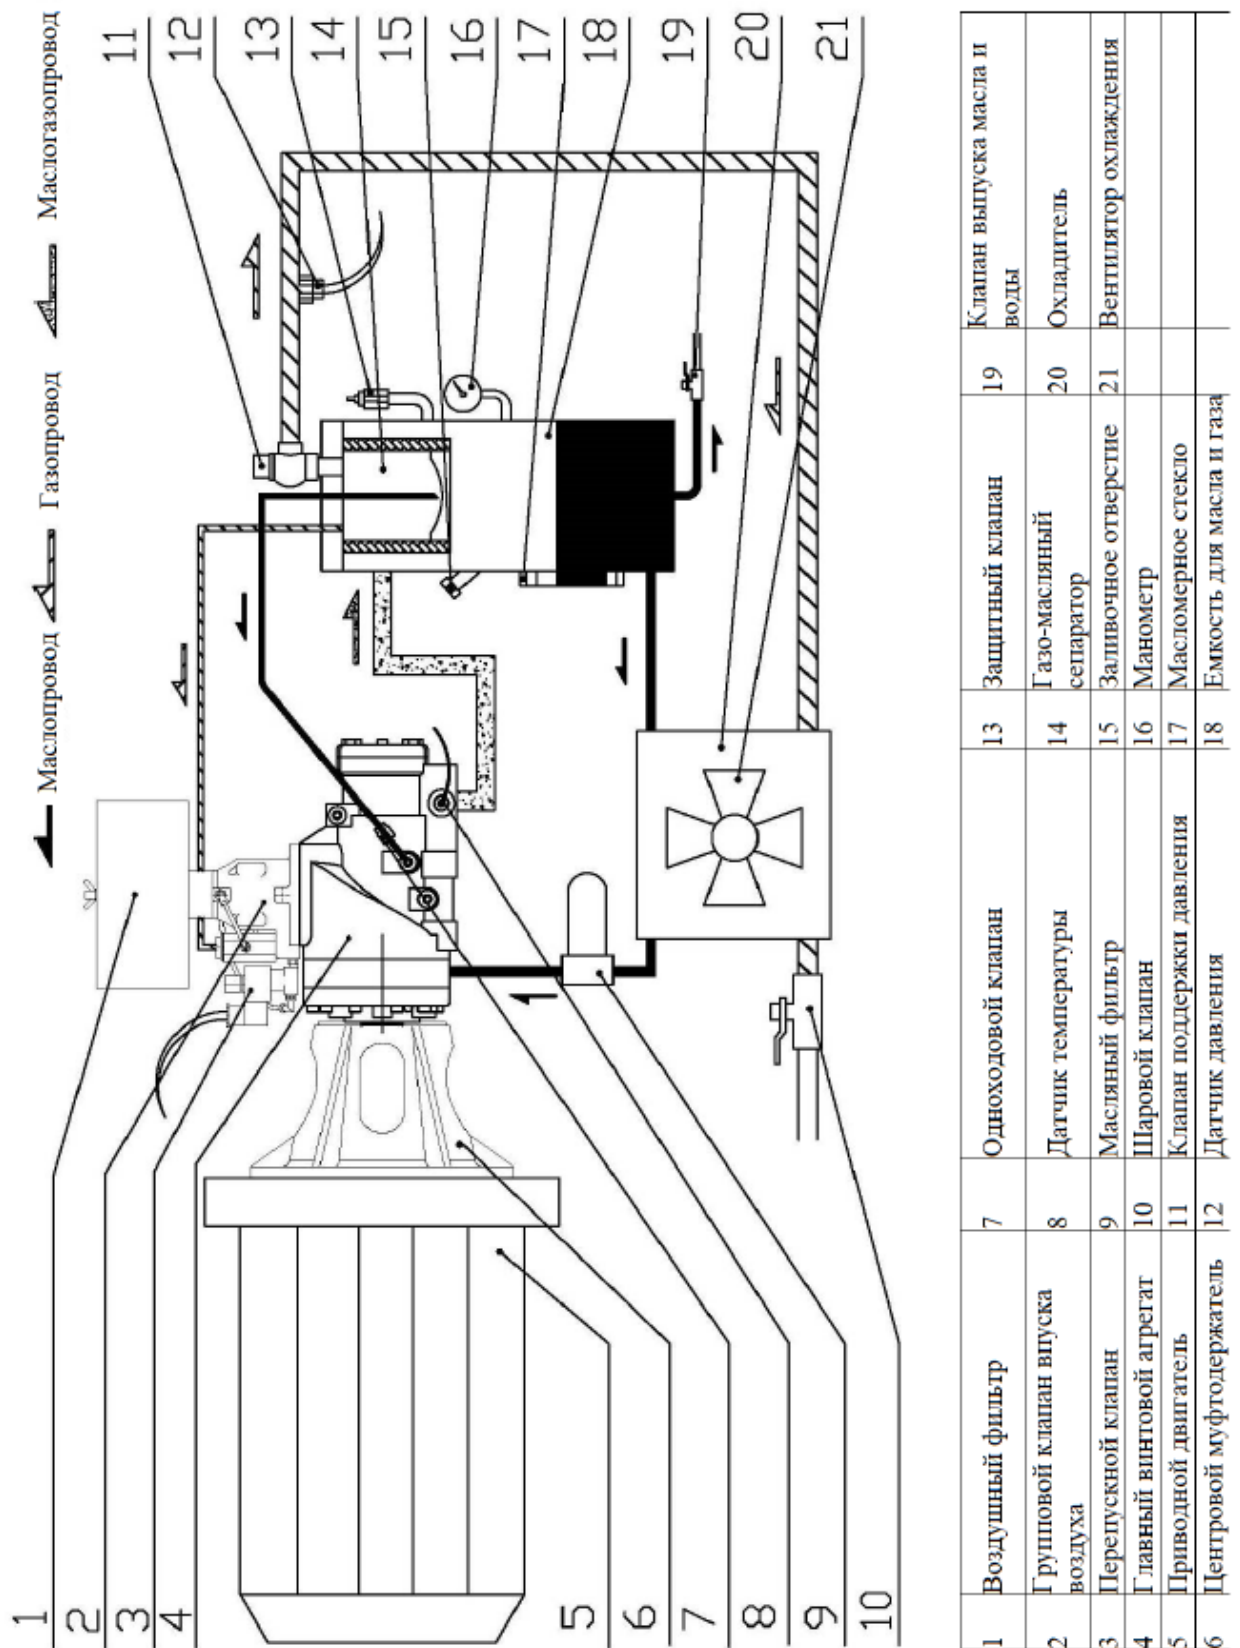 Маслопровод
Газопровод
Маслогазопровод
1
2
3
4
5
6
7
8
9
10
11
12
13
14
15
16
17
18
19
20
21
1 Воздушный фильтр 7 Одноходовой клапан 13 Защитный клапан 19 Клапан выпуска масла и
воды
2 Групповой клапан впуска 8 Датчик температуры 14 Газо-масляный 20 Охладитель
воздуха сепаратор
3 Перепускной клапан 9 Масляный фильтр 15 Заливочное отверстие 21 Вентилятор охлаждения
4 Главный винтовой агрегат 10 Шаровой клапан 16 Манометр
5 Приводной двигатель 11 Клапан поддержки давления 17 Масломерное стекло
6 Центровой муфтодержатель 12 Датчик давления 18 Емкость для масла и газа